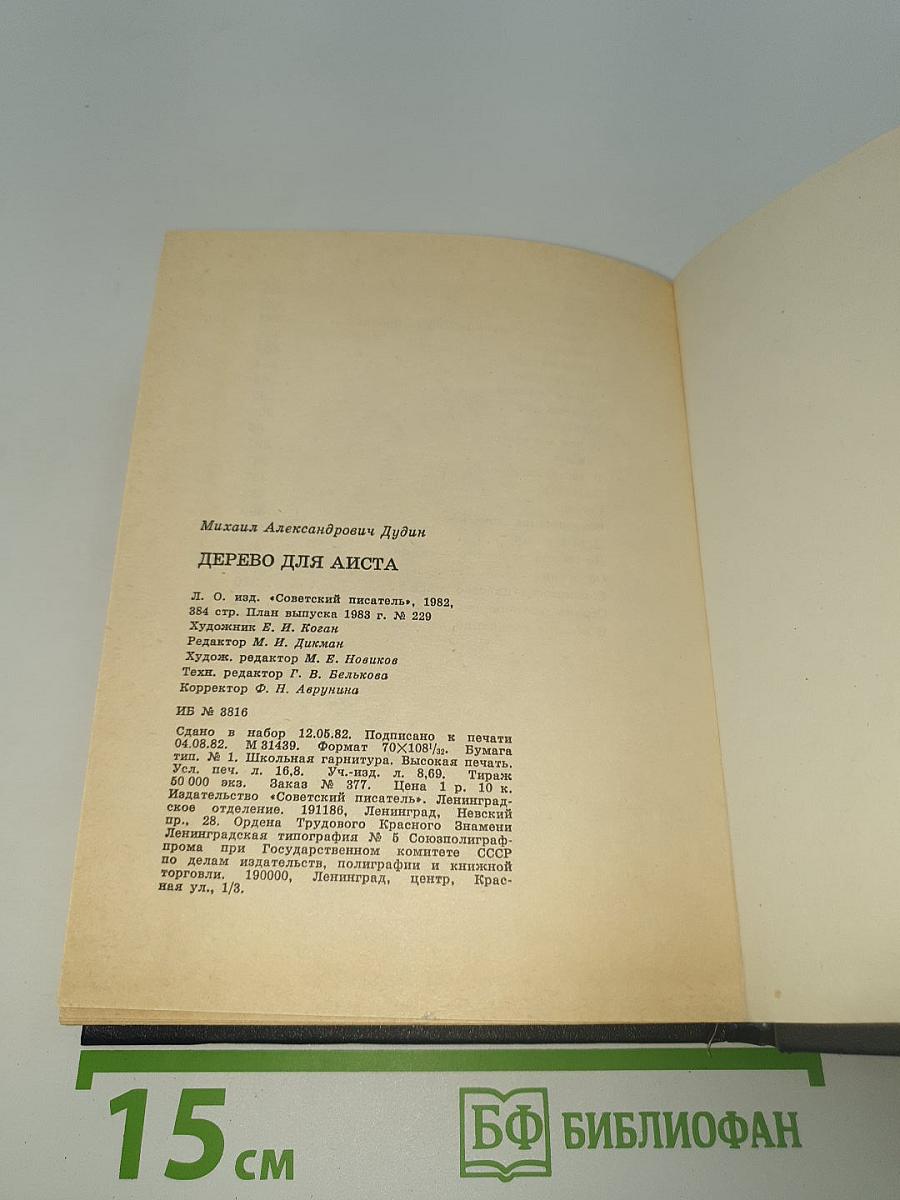 Михаил Александрович Дудин
ДЕРЕВО ДЛЯ АИСТА
Л. О. изд. «Советский писатель», 1982,
384 стр. План выпуска 1983 г. № 229
Художник Е. И. Коган
Редактор М. И. Дикман
Худож. редактор М. Е. Новиков
Техн. редактор Г. В. Белькова
Корректор Ф. Н. Аврунина
ИБ № 3816
Сдано в набор 12.05.82. Подписано к печати
04.08.82. М 31439. Формат 70×108¹/₃₂. Бумага
тип. № 1. Школьная гарнитура. Высокая печать.
Усл. печ. л. 16,8. Уч.-изд. л. 8,69. Тираж
50 000 экз. Заказ № 377. Цена 1 р. 10 к.
Издательство «Советский писатель». Ленинград-
ское отделение. 191186, Ленинград, Невский
пр., 28. Ордена Трудового Красного Знамени
Ленинградская типография № 5 Союзполиграф-
прома при Государственном комитете СССР
по делам издательств, полиграфии и книжной
торговли. 190000, Ленинград, центр, Крас-
ная ул., 1/3.
15 см
БФ БИБЛИОФАН